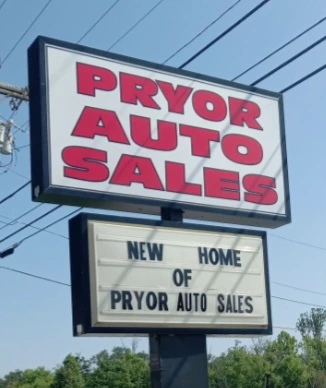 PRYOR
AUTO
SALES
NEW HOME
OF
PRYOR AUTO SALES